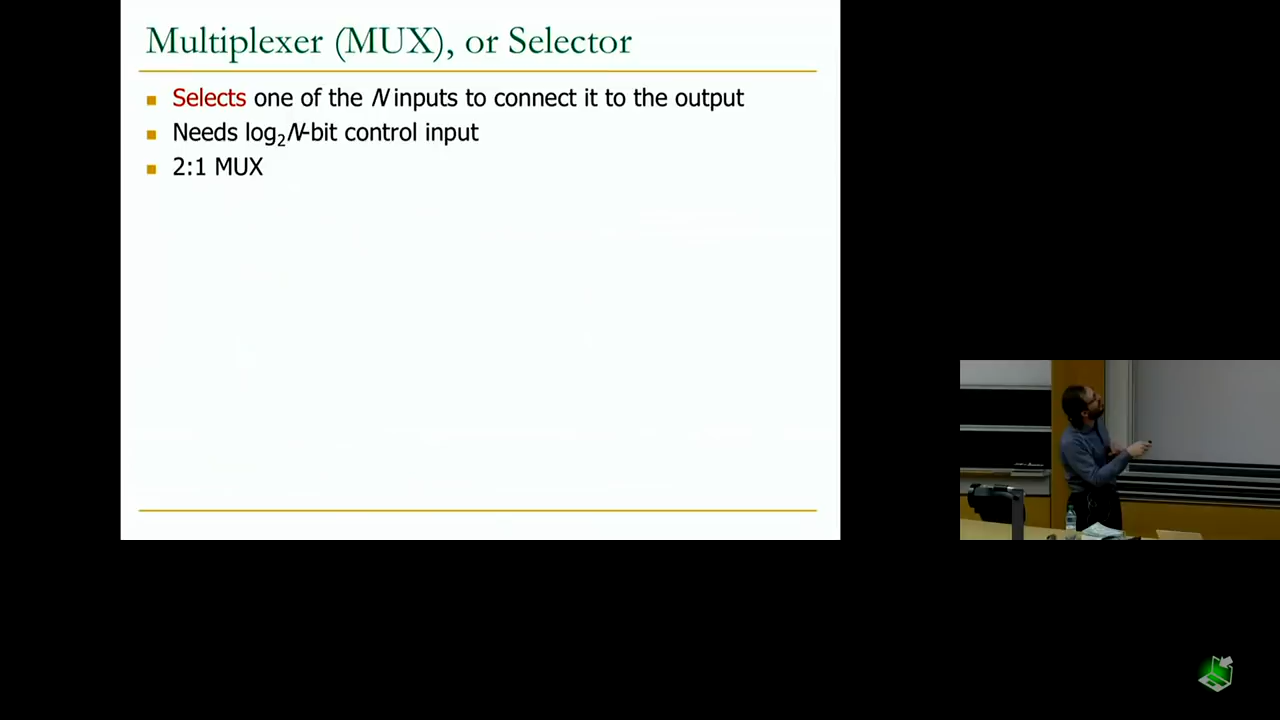 Multiplexer (MUX), or Selector
Selects one of the N inputs to connect it to the output
Needs log₂N-bit control input
2:1 MUX